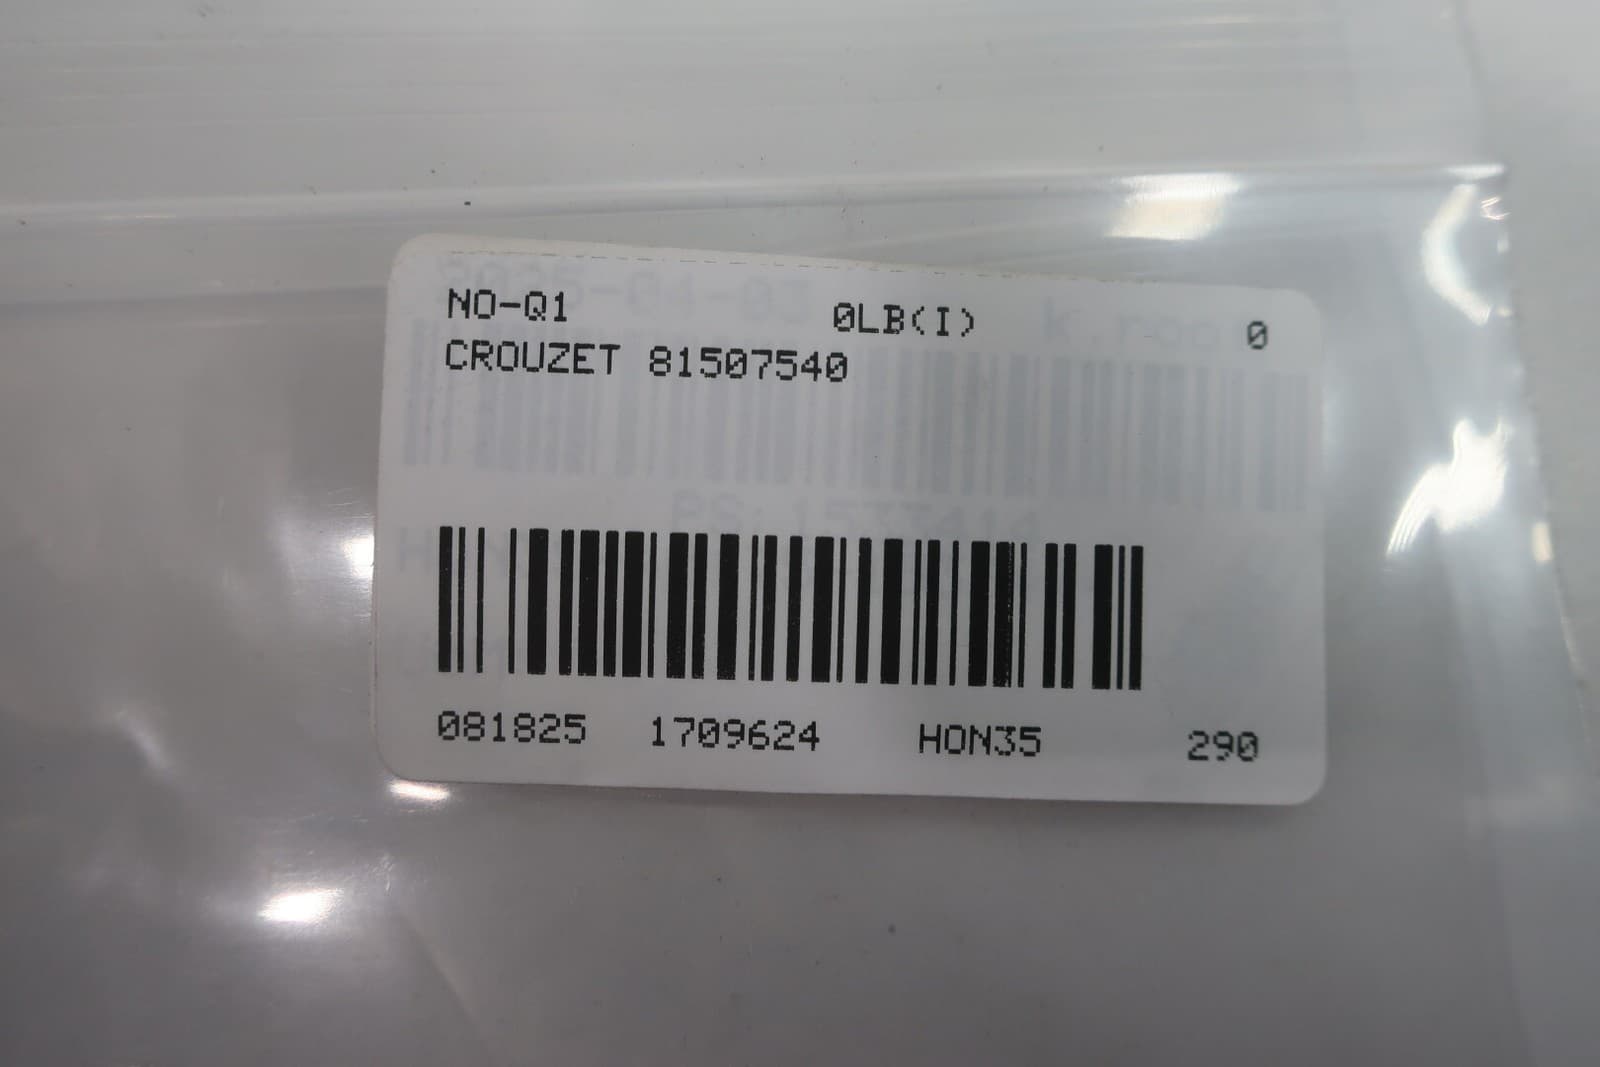 NO-Q1 0LB(I) 0
CROUZET 81507540
081825 1709624 HON35 290